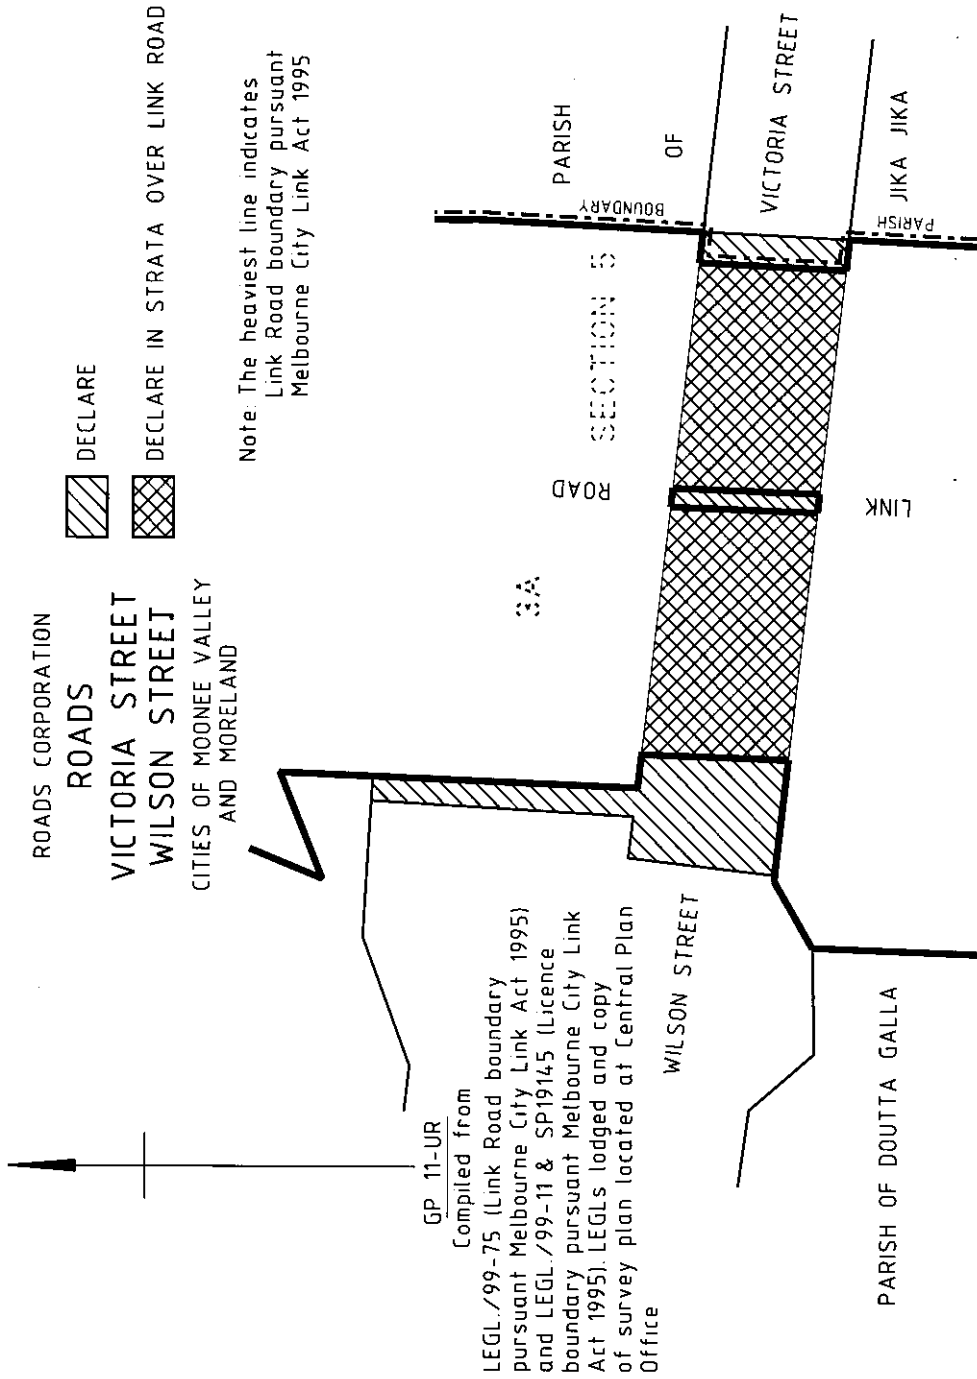 ROADS CORPORATION
ROADS
VICTORIA STREET
WILSON STREET
CITIES OF MOONEE VALLEY
AND MORELAND
DECLARE
DECLARE IN STRATA OVER LINK ROAD
Note: The heaviest line indicates
Link Road boundary pursuant
Melbourne City Link Act 1995
GP 11-UR
Compiled from
LEGL./99-75 (Link Road boundary
pursuant Melbourne City Link Act 1995)
and LEGL./99-11 & SP19145 (Licence
boundary pursuant Melbourne City Link
Act 1995). LEGLs lodged and copy
of survey plan located at Central Plan
Office
3A
SECTION 5
ROAD
LINK
PARISH
OF
JIKA JIKA
BOUNDARY
PARISH
VICTORIA STREET
WILSON STREET
PARISH OF DOUTTA GALLA